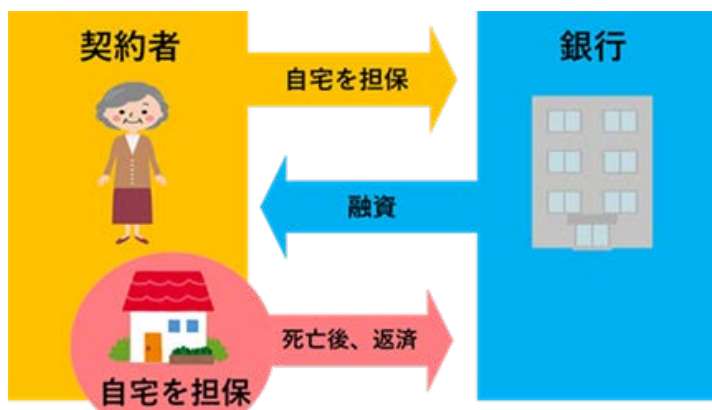 契約者
銀行
自宅を担保
融資
死亡後、返済
自宅を担保